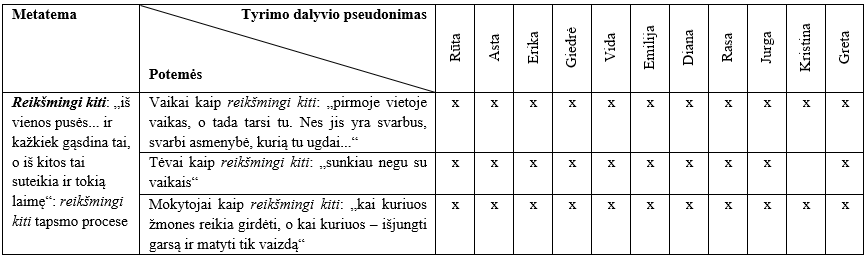 Metatema
Tyrimo dalyvio pseudonimas
Potemės
Rūta
Asta
Erika
Giedrė
Vida
Emilija
Diana
Rasa
Jurga
Kristina
Greta
Reikšmingi kiti: „iš
vienos pusės... ir
kažkiek gąsdina tai,
o iš kitos tai
suteikia ir tokią
laimę“: reikšmingi
kiti tapsmo procese
Vaikai kaip reikšmingi kiti: „pirmoje vietoje
vaikas, o tada tarsi tu. Nes jis yra svarbus,
svarbi asmenybė, kurią tu ugdai...“
x x x x x x x x x x x
Tėvai kaip reikšmingi kiti: „sunkiau negu su
vaikais“
x x x x x x x x x x
Mokytojai kaip reikšmingi kiti: „kai kuriuos
žmones reikia girdėti, o kai kuriuos – išjungti
garsą ir matyti tik vaizdą“
x x x x x x x x x x x